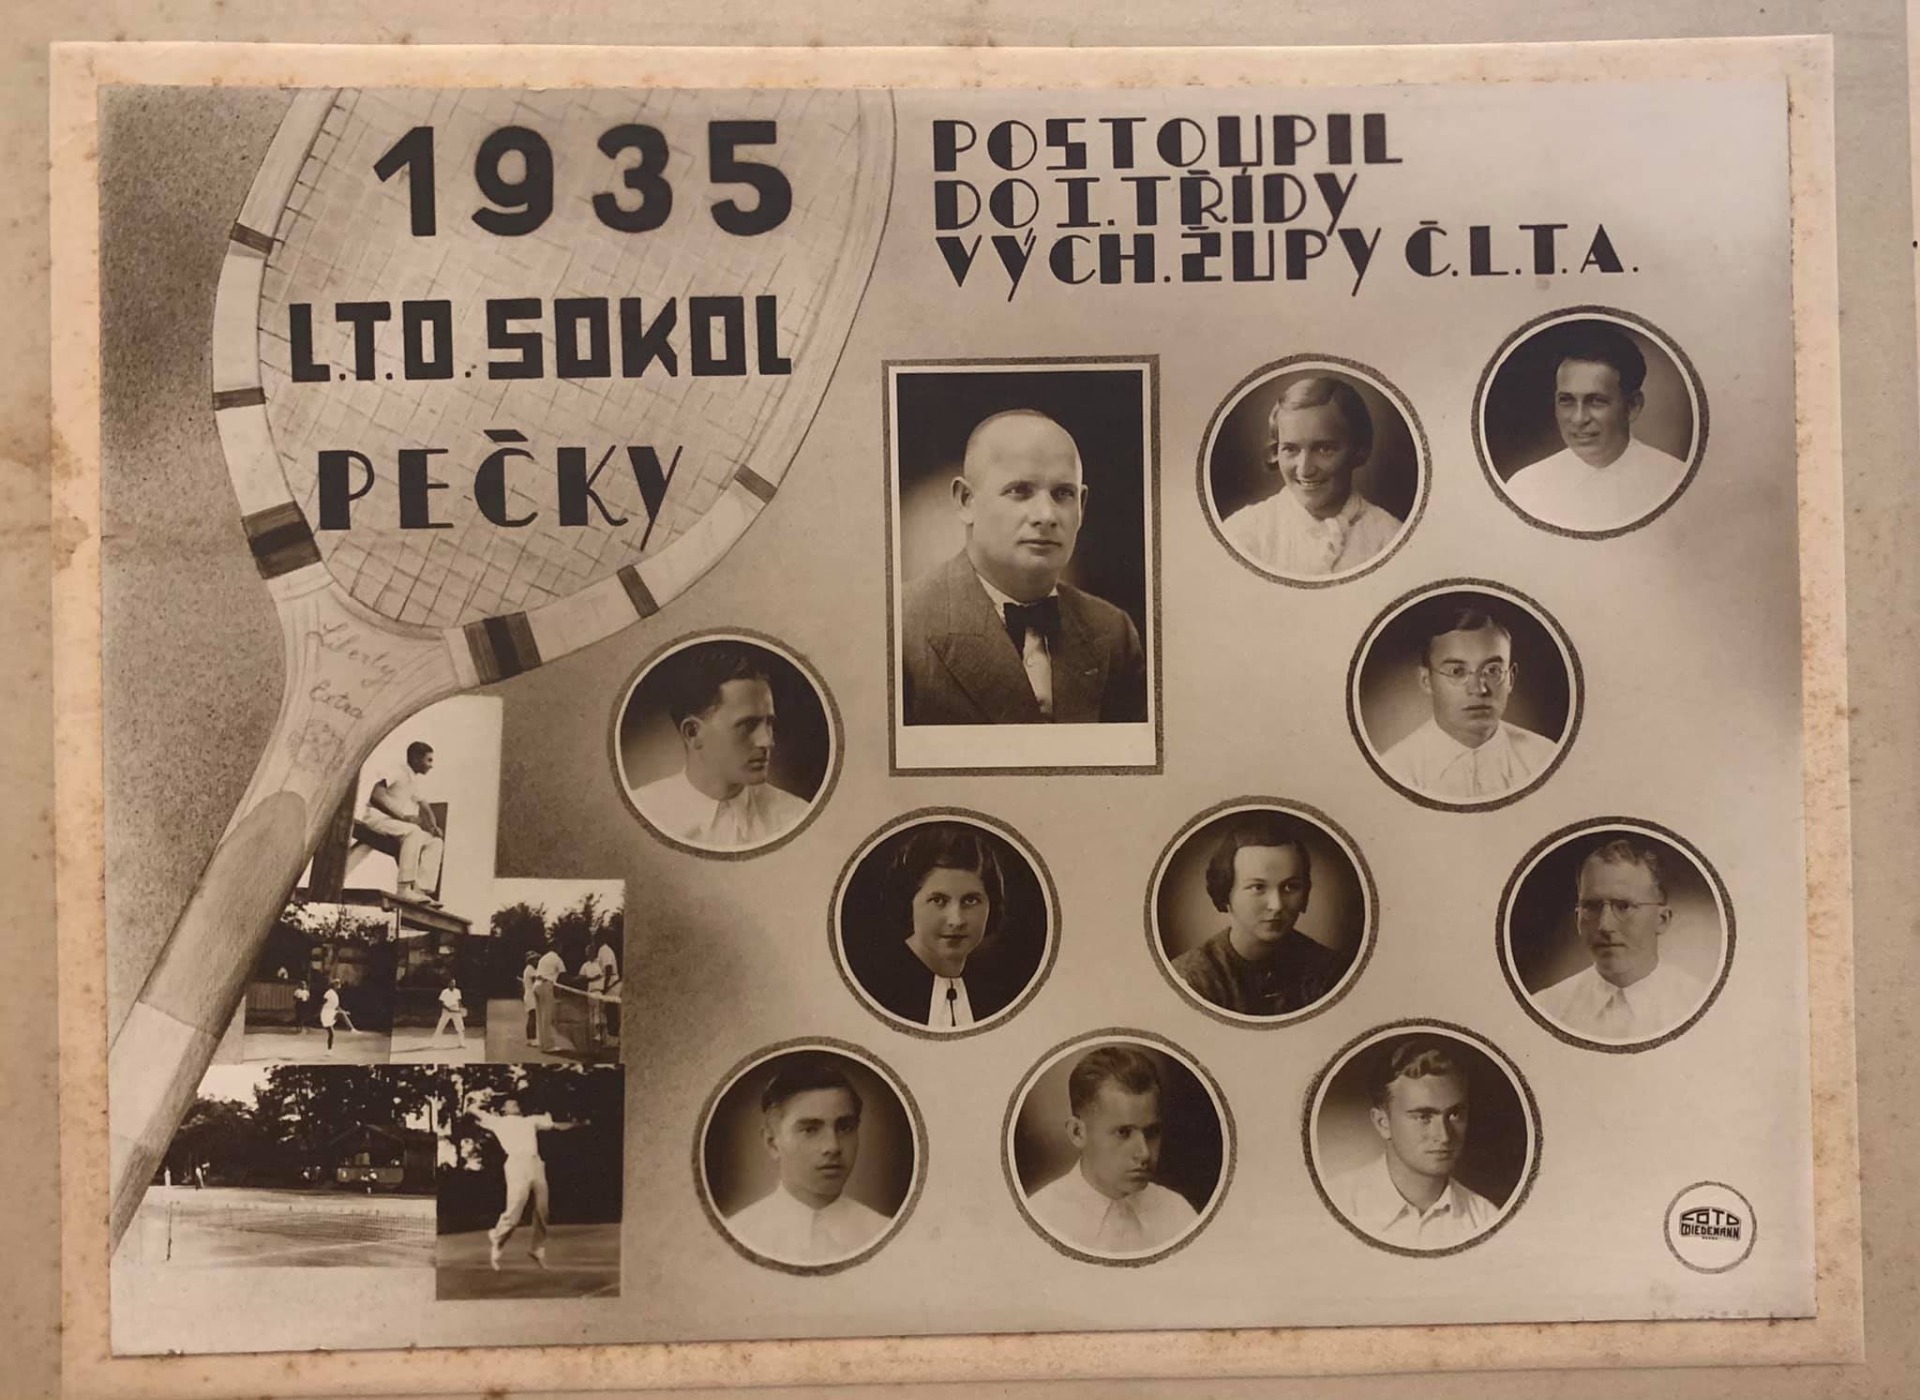 1935
L.T.O. SOKOL
PEČKY
POSTOUPIL
DO I. TŘÍDY
VÝCH. ŽUPY Č.L.T.A.
Liberty
Extra
FOTO
WIEDEMANN